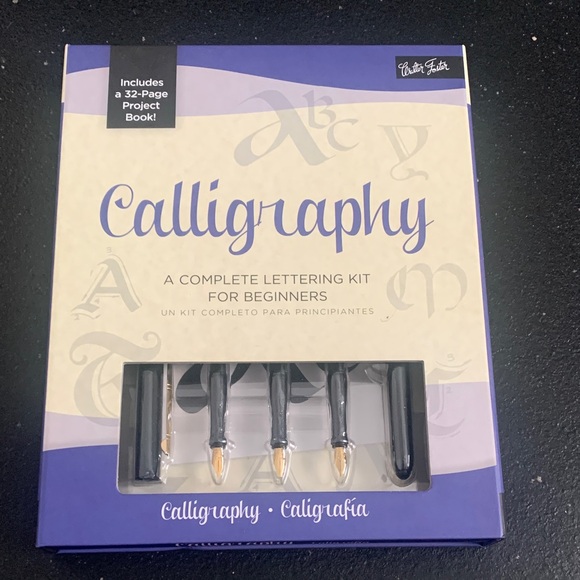 Includes
a 32-Page
Project
Book!
Walter Foster
ABC
Y
Calligraphy
A
A COMPLETE LETTERING KIT
FOR BEGINNERS
UN KIT COMPLETO PARA PRINCIPIANTES
m
Calligraphy • Caligrafía